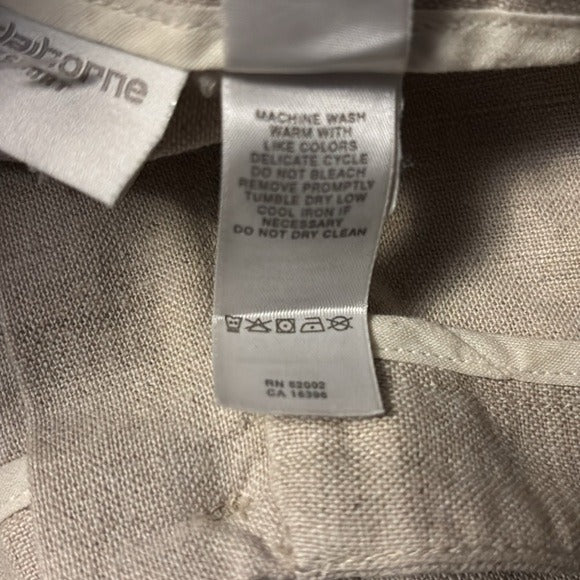 claiborne
MACHINE WASH
WARM WITH
LIKE COLORS
DELICATE CYCLE
DO NOT BLEACH
REMOVE PROMPTLY
TUMBLE DRY LOW
COOL IRON IF
NECESSARY
DO NOT DRY CLEAN
RN 52002
CA 16396